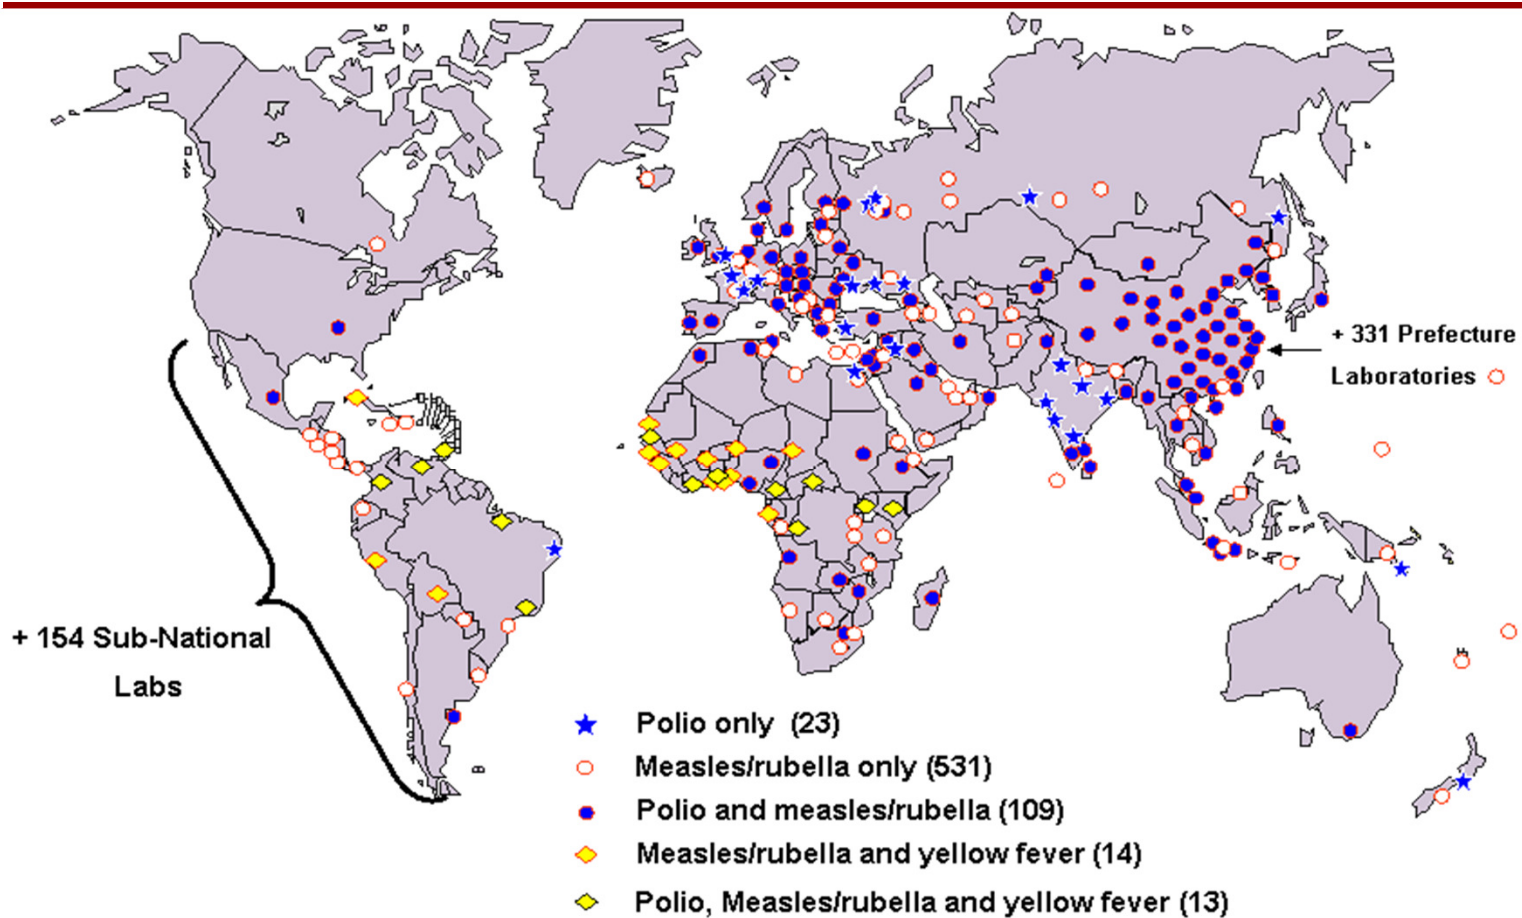 + 331 Prefecture
Laboratories
+ 154 Sub-National
Labs
Polio only (23)
Measles/rubella only (531)
Polio and measles/rubella (109)
Measles/rubella and yellow fever (14)
Polio, Measles/rubella and yellow fever (13)